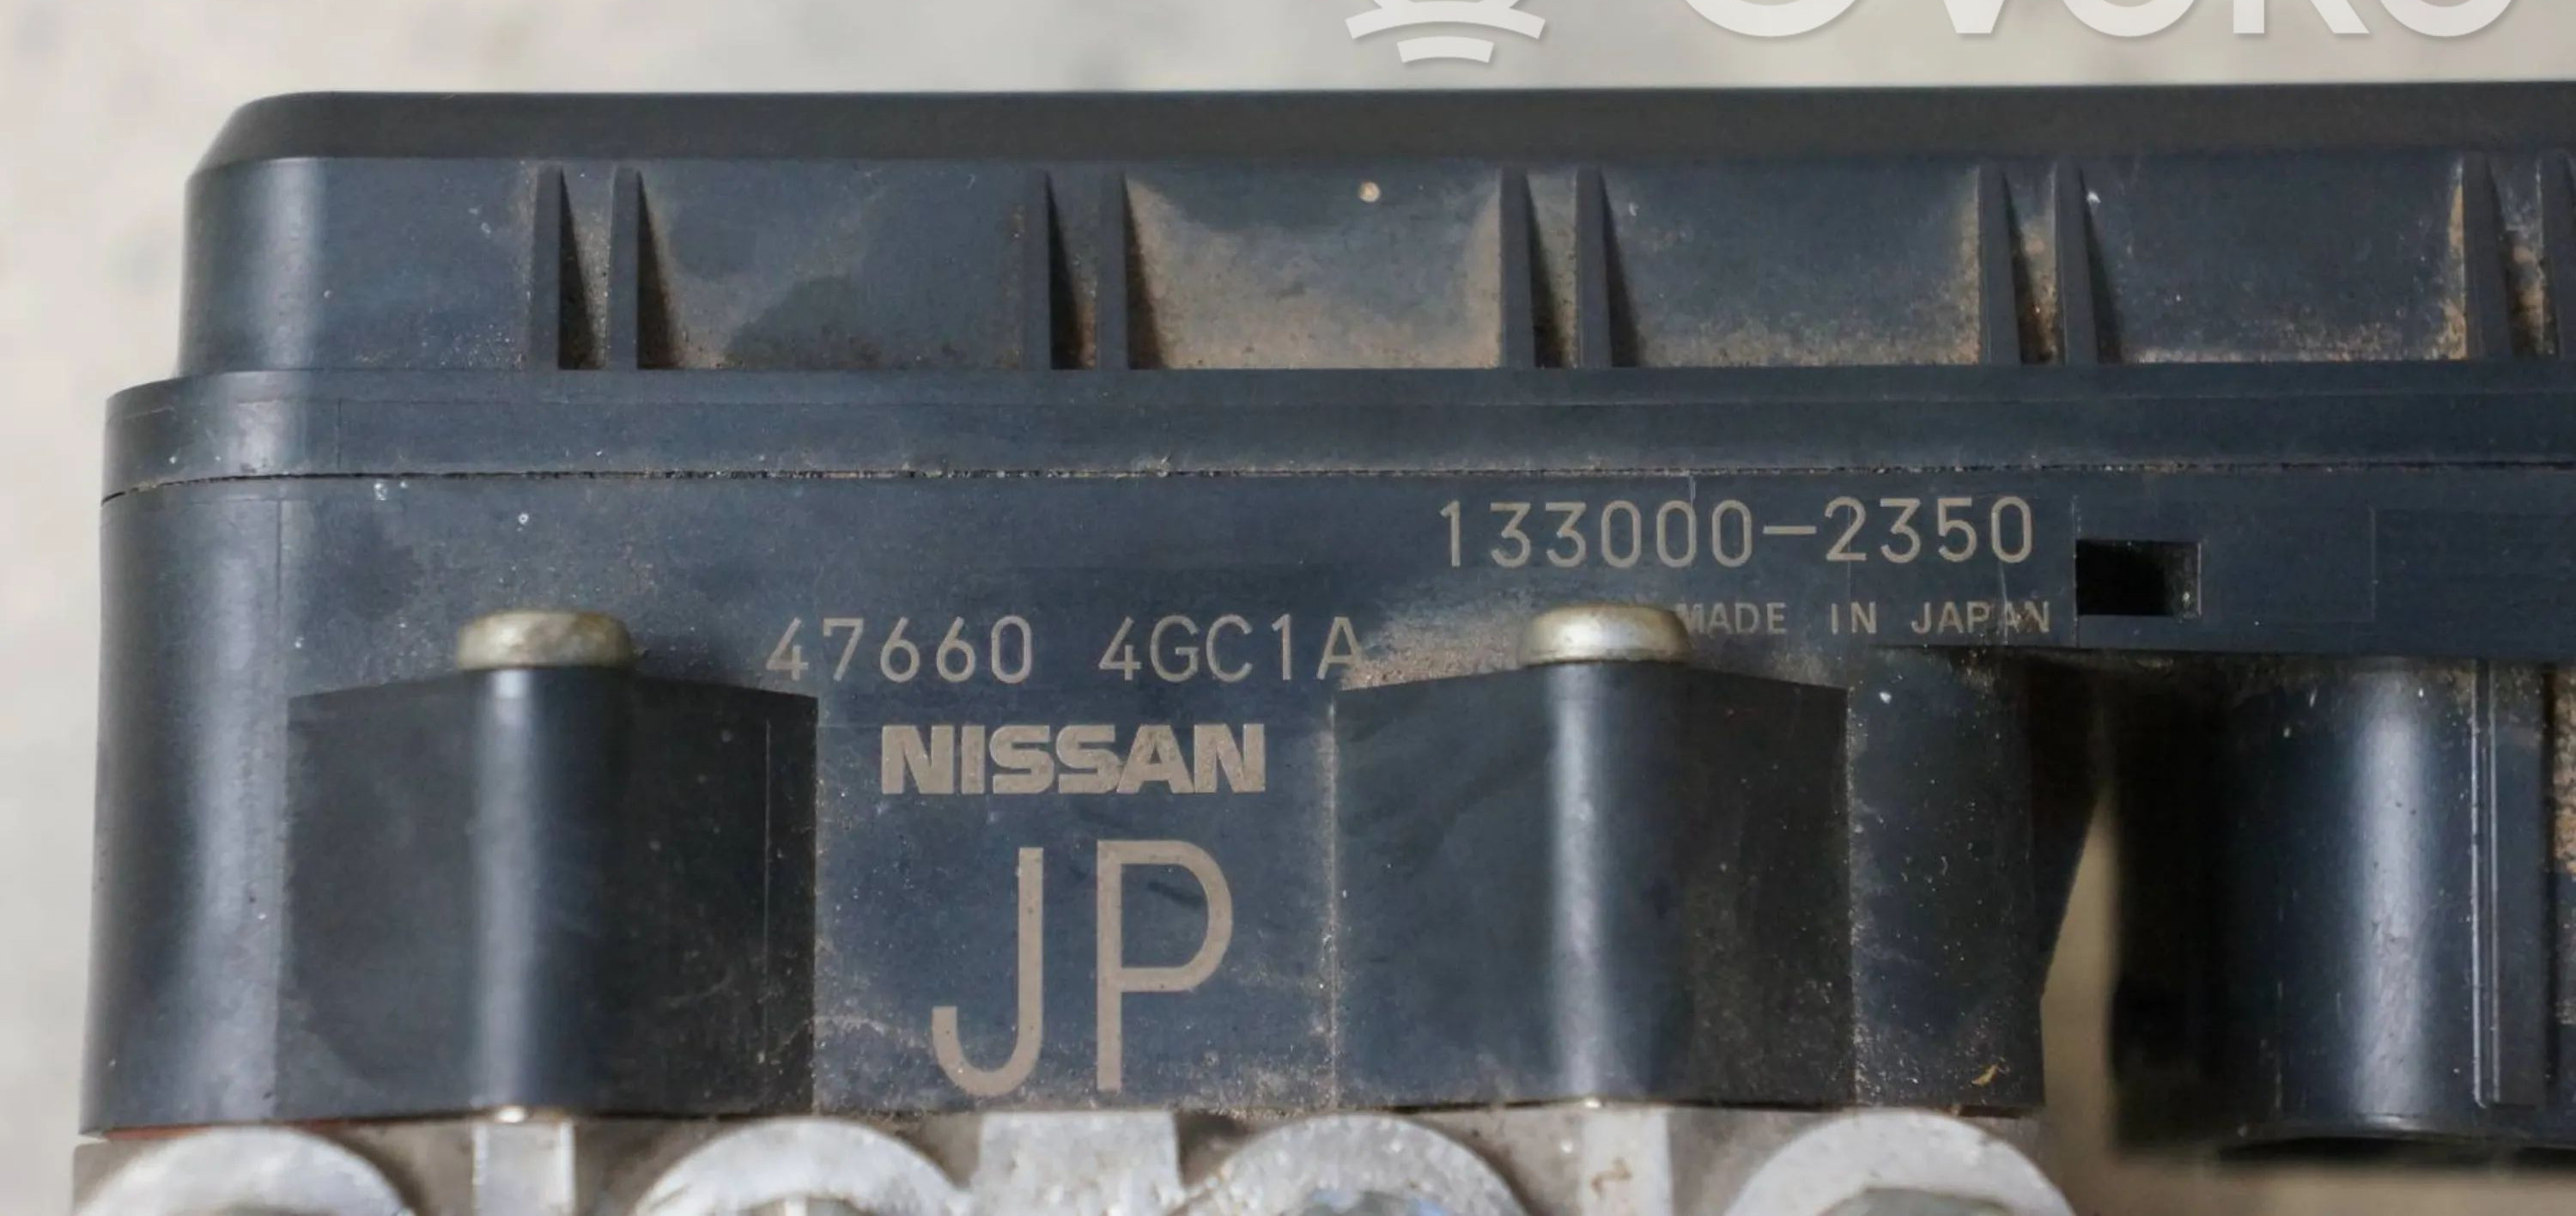 133000-2350
MADE IN JAPAN
47660 4GC1A
NISSAN
JP